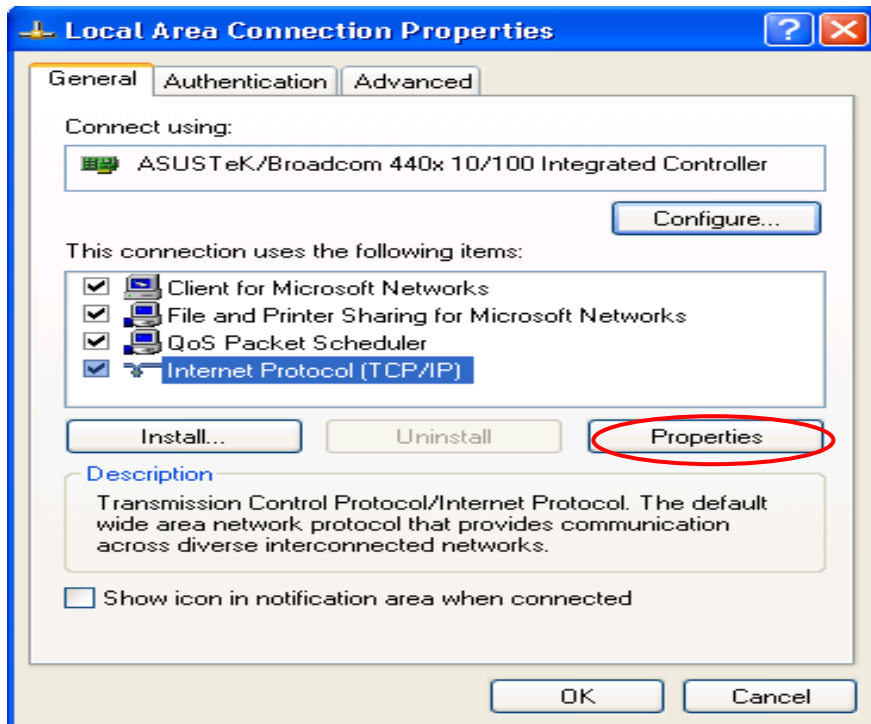 Local Area Connection Properties
General Authentication Advanced
Connect using:
ASUSTeK/Broadcom 440x 10/100 Integrated Controller
Configure...
This connection uses the following items:
Client for Microsoft Networks
File and Printer Sharing for Microsoft Networks
QoS Packet Scheduler
Internet Protocol (TCP/IP)
Install... Uninstall Properties
Description
Transmission Control Protocol/Internet Protocol. The default
wide area network protocol that provides communication
across diverse interconnected networks.
Show icon in notification area when connected
OK Cancel